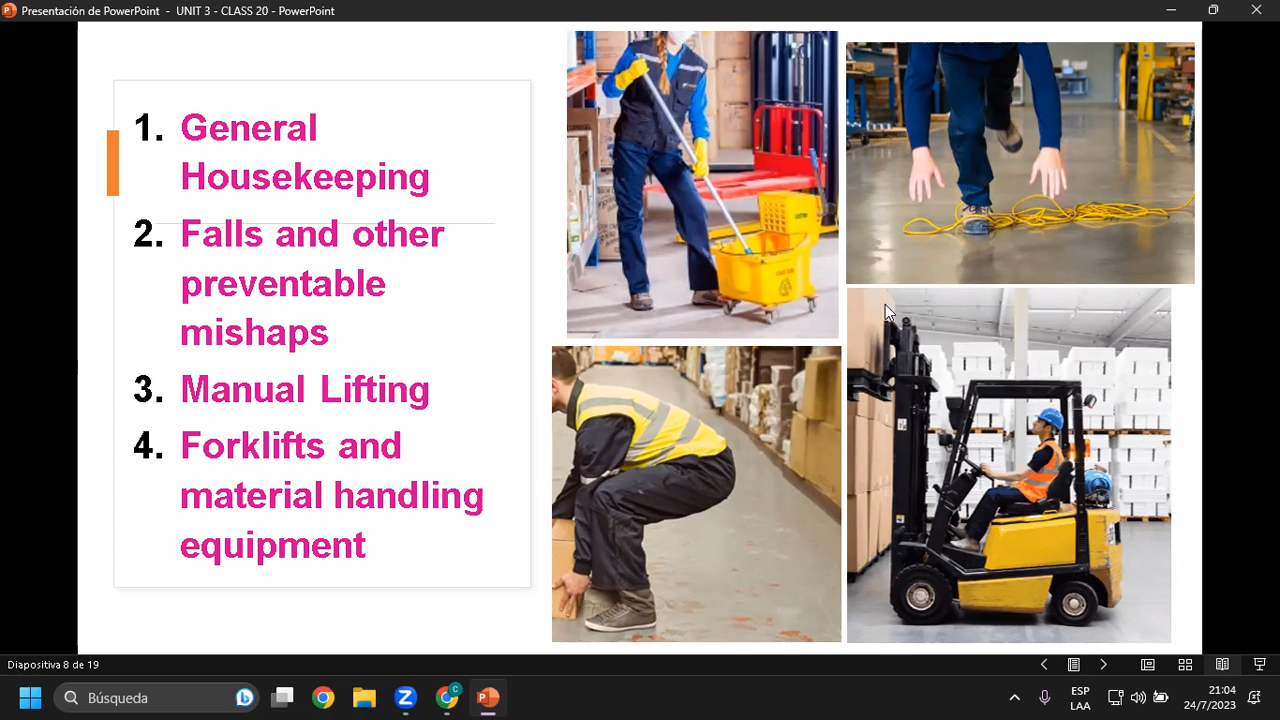 Presentación de PowerPoint - UNIT 3 - CLASS 20 - PowerPoint
1. General
Housekeeping
2. Falls and other
preventable
mishaps
3. Manual Lifting
4. Forklifts and
material handling
equipment
Diapositiva 8 de 19
Búsqueda
ESP
LAA
21:04
24/7/2023